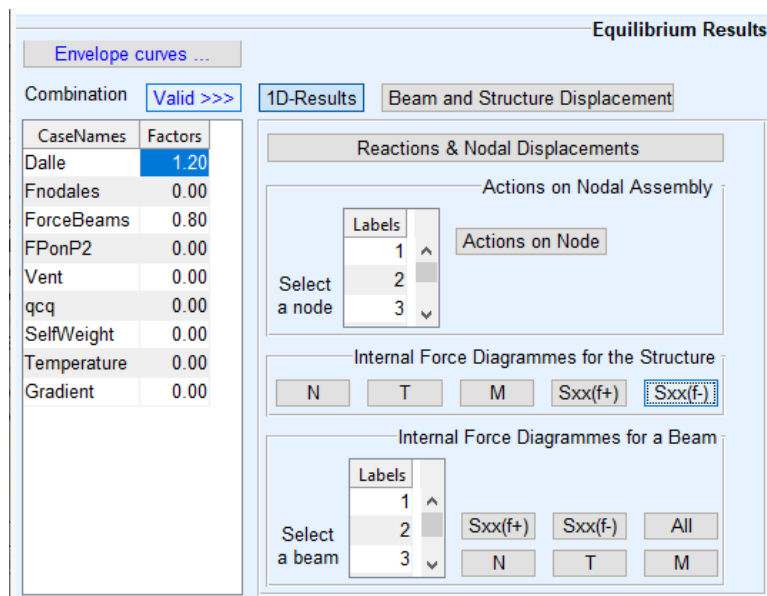 Equilibrium Results
Envelope curves ...
Combination
Valid >>>
1D-Results
Beam and Structure Displacement
CaseNames Factors
Dalle 1.20
Fnodales 0.00
ForceBeams 0.80
FPonP2 0.00
Vent 0.00
qcq 0.00
SelfWeight 0.00
Temperature 0.00
Gradient 0.00
Reactions & Nodal Displacements
Actions on Nodal Assembly
Select
a node
Labels
1
2
3
Actions on Node
Internal Force Diagrammes for the Structure
N T M Sxx(f+) Sxx(f-)
Internal Force Diagrammes for a Beam
Select
a beam
Labels
1
2
3
Sxx(f+) Sxx(f-) All
N T M